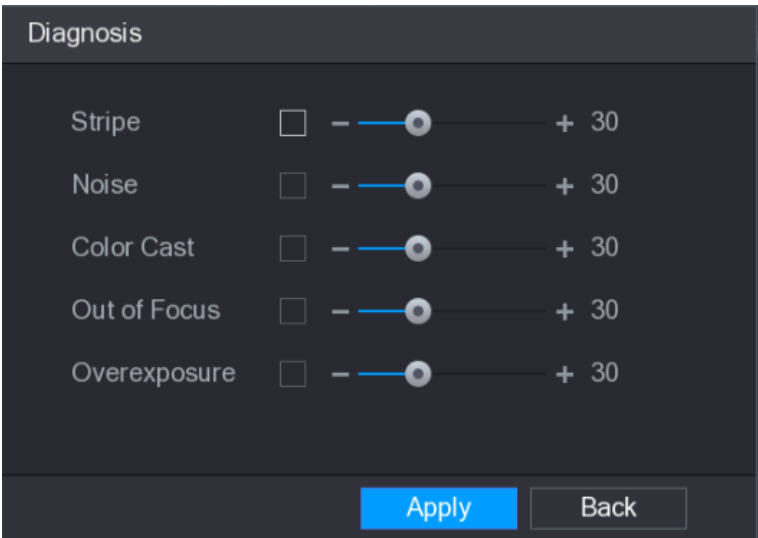 Diagnosis
Stripe - + 30
Noise - + 30
Color Cast - + 30
Out of Focus - + 30
Overexposure - + 30
Apply Back